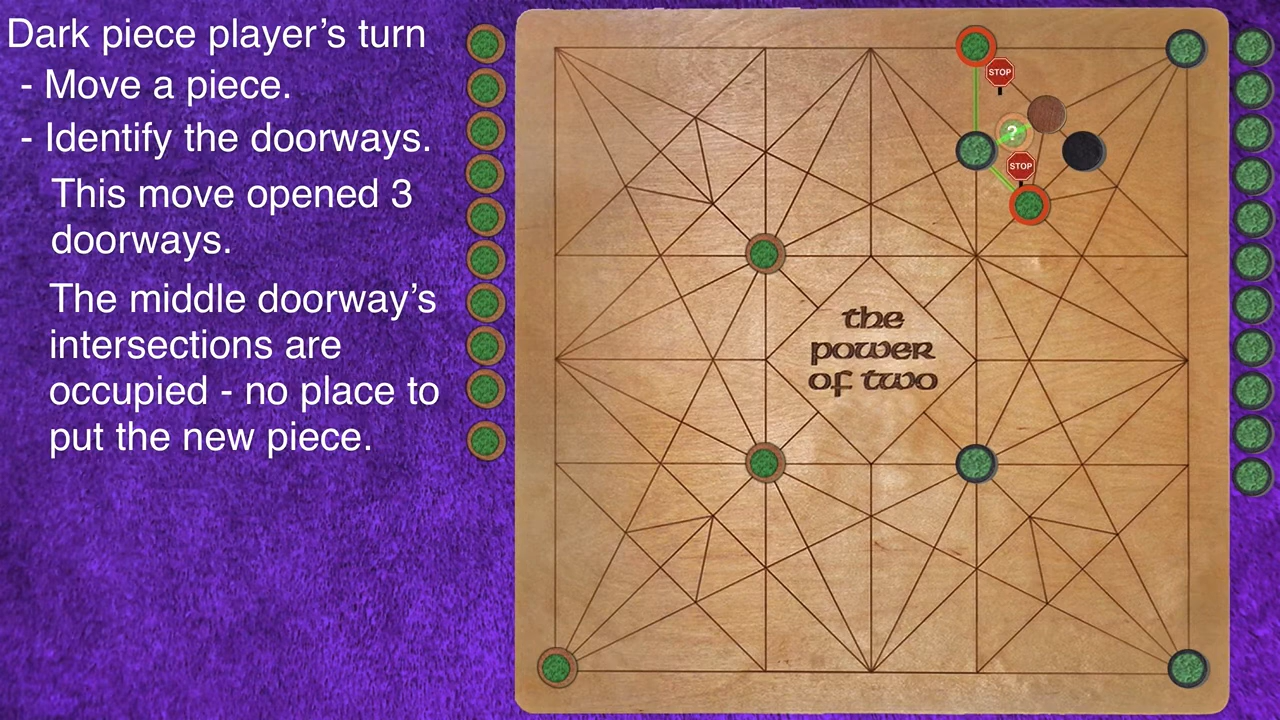 Dark piece player's turn
- Move a piece.
- Identify the doorways.
This move opened 3
doorways.
The middle doorway's
intersections are
occupied - no place to
put the new piece.
STOP
?
STOP
the
power
of two